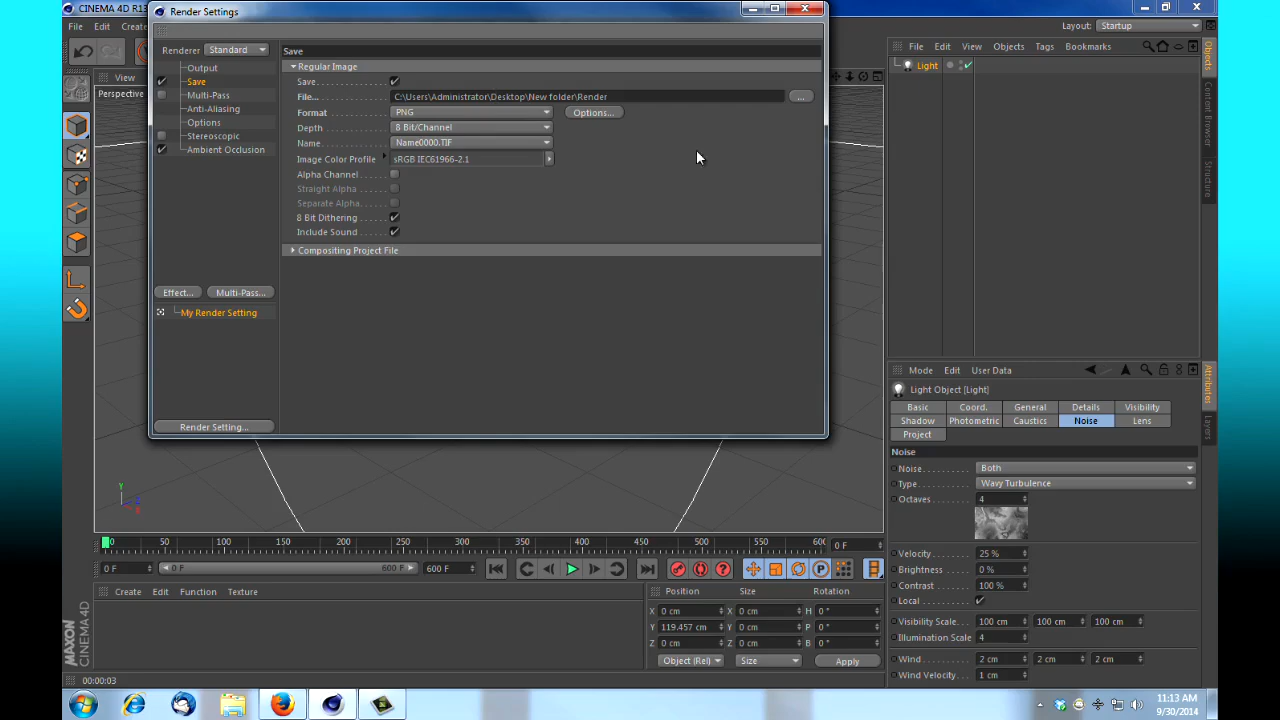 CINEMA 4D R13
Render Settings
File Edit Create
Layout: Startup
Renderer Standard
Output
Save
Multi-Pass
Anti-Aliasing
Options
Stereoscopic
Ambient Occlusion
Effect... Multi-Pass...
My Render Setting
Render Setting...
Save
Regular Image
Save
File... C:\Users\Administrator\Desktop\New folder\Render ...
Format PNG Options...
Depth 8 Bit/Channel
Name Name0000.TIF
Image Color Profile sRGB IEC61966-2.1
Alpha Channel
Straight Alpha
Separate Alpha
8 Bit Dithering
Include Sound
Compositing Project File
View
Perspective
File Edit View Objects Tags Bookmarks
Light
Objects
Content Browser
Structure
Mode Edit User Data
Light Object [Light]
Basic Coord. General Details Visibility
Shadow Photometric Caustics Noise Lens
Project
Noise
Noise Both
Type Wavy Turbulence
Octaves 4
Velocity 25 %
Brightness 0 %
Contrast 100 %
Local
Visibility Scale 100 cm 100 cm 100 cm
Illumination Scale 4
Wind 2 cm 2 cm 2 cm
Wind Velocity 1 cm
Attributes
Layers
Y
0 50 100 150 200 250 300 350 400 450 500 550 600 0 F
0 F 0 F 600 F 600 F
Create Edit Function Texture
Position Size Rotation
X 0 cm X 0 cm H 0 °
Y 119.457 cm Y 0 cm P 0 °
Z 0 cm Z 0 cm B 0 °
Object (Rel) Size Apply
MAXON
CINEMA 4D
00:00:03
11:13 AM
9/30/2014